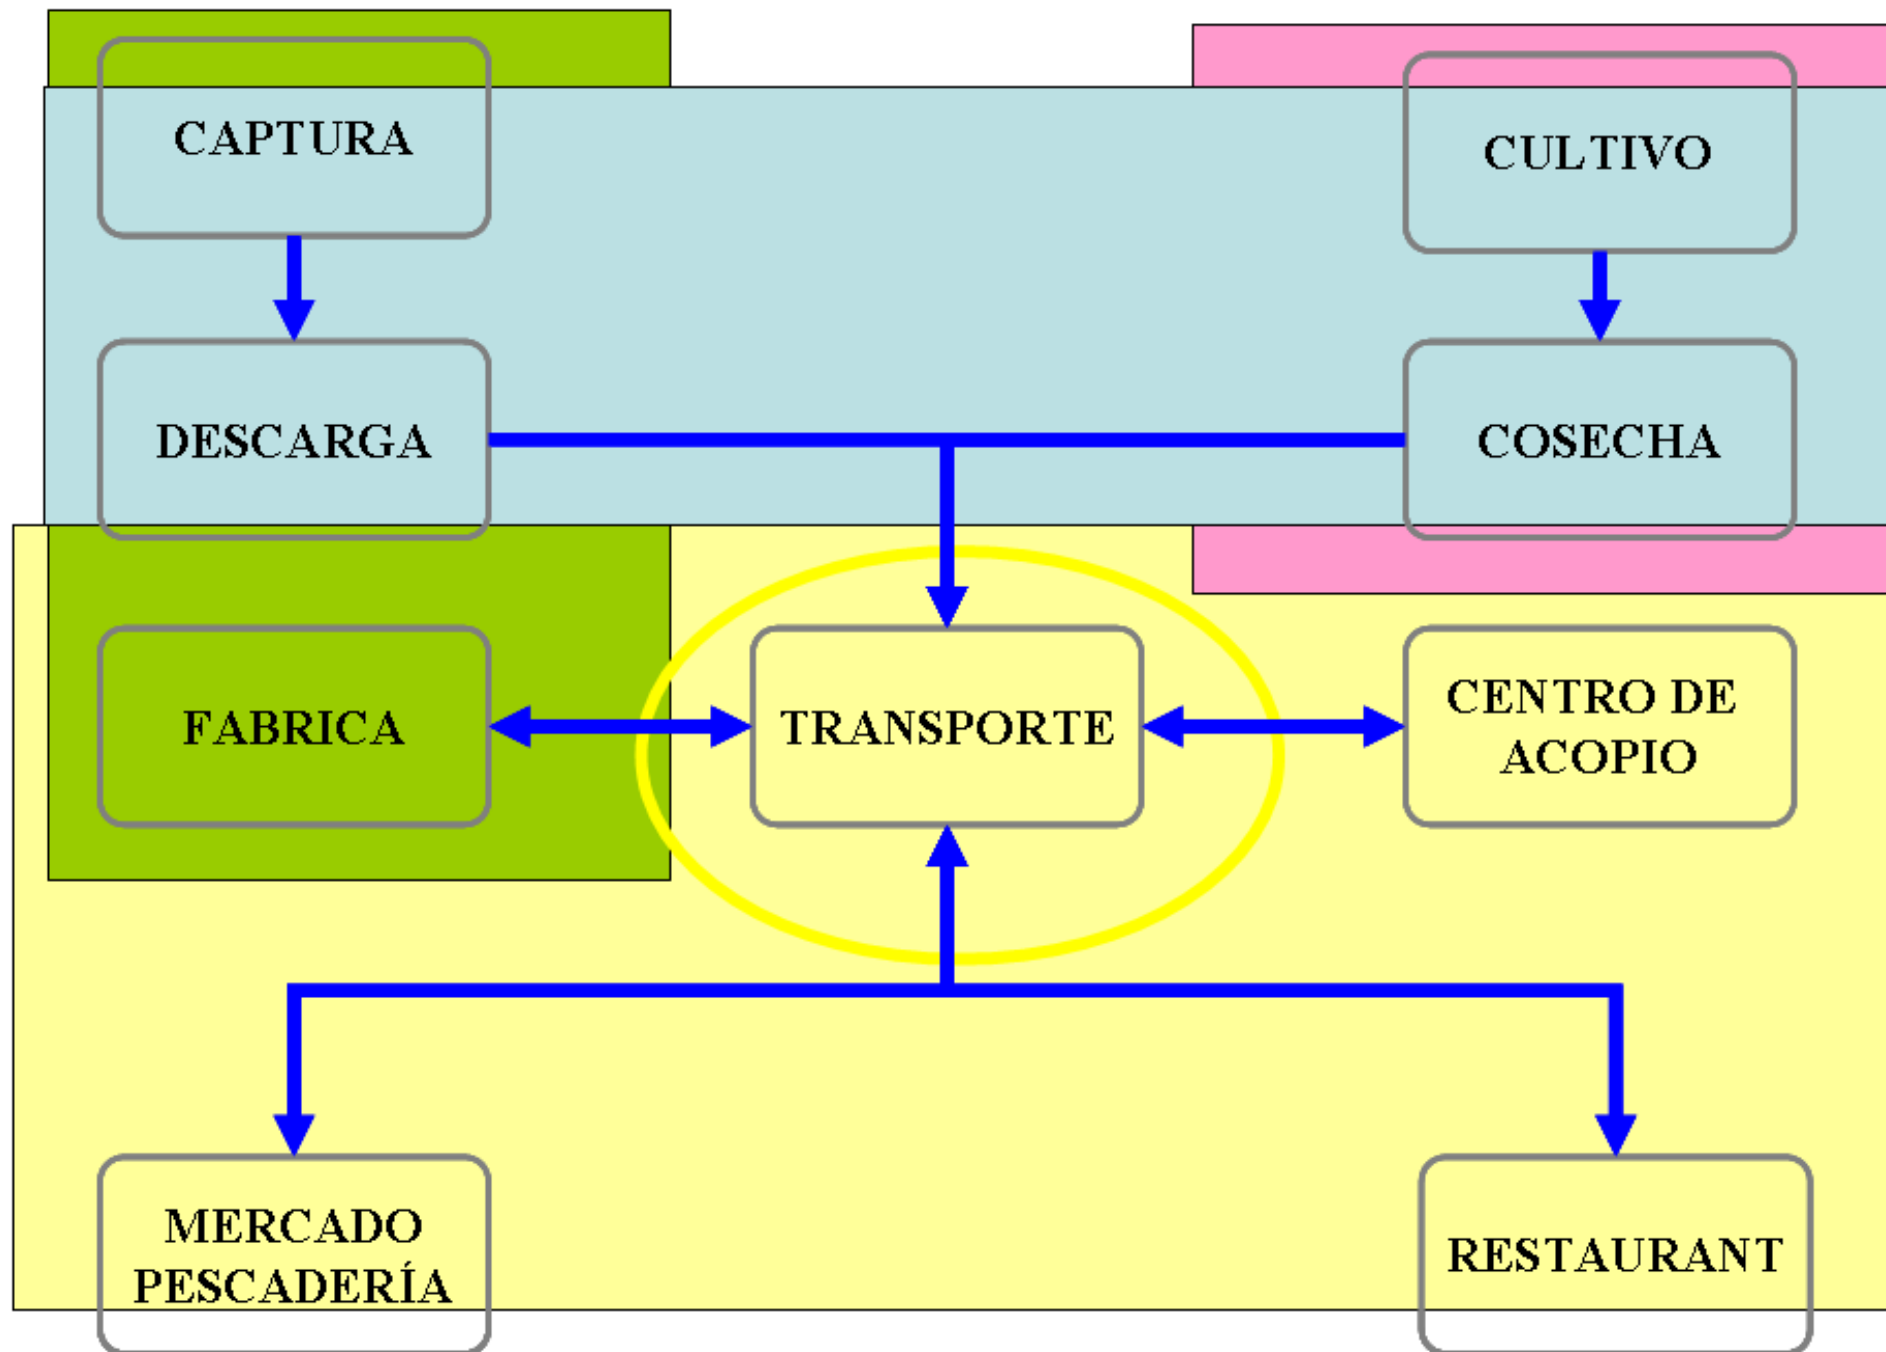 CAPTURA
CULTIVO
DESCARGA
COSECHA
FABRICA
TRANSPORTE
CENTRO DE
ACOPIO
MERCADO
PESCADERÍA
RESTAURANT